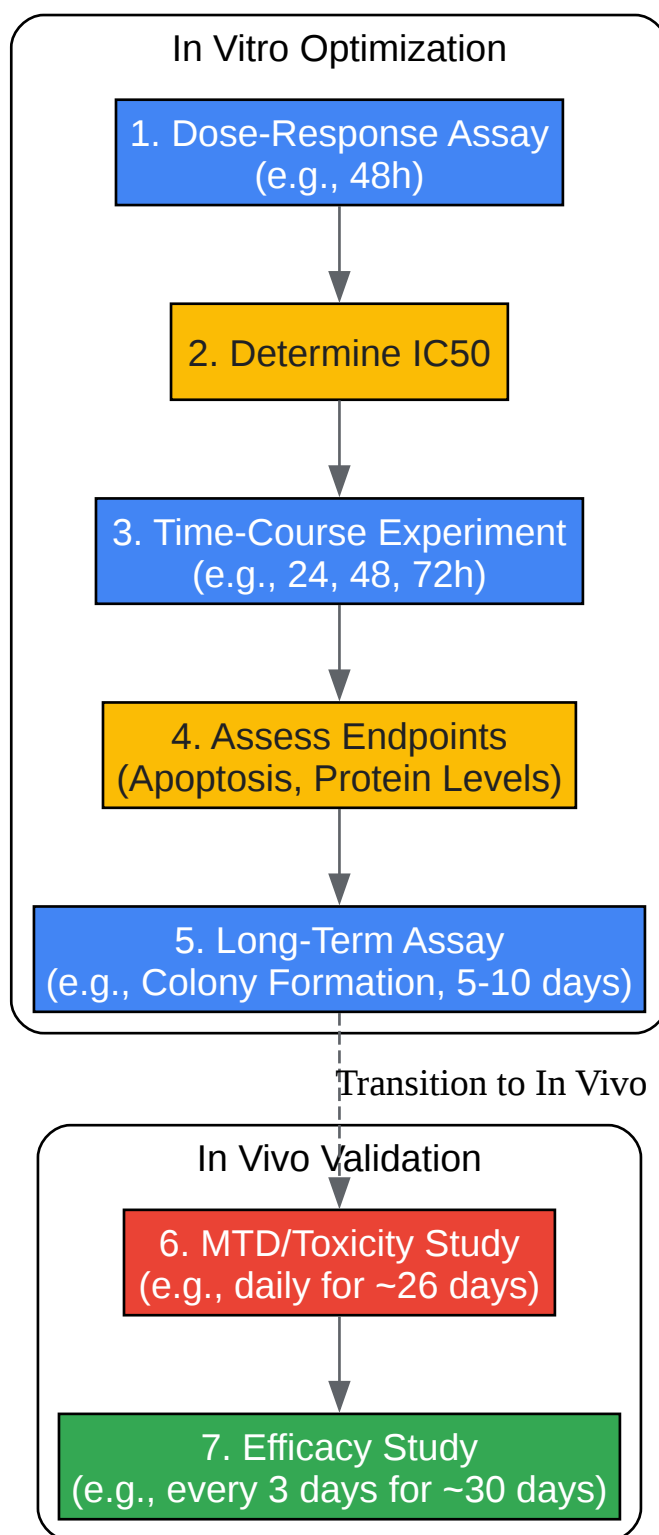 In Vitro Optimization
1. Dose-Response Assay
(e.g., 48h)
2. Determine IC50
3. Time-Course Experiment
(e.g., 24, 48, 72h)
4. Assess Endpoints
(Apoptosis, Protein Levels)
5. Long-Term Assay
(e.g., Colony Formation, 5-10 days)
Transition to In Vivo
In Vivo Validation
6. MTD/Toxicity Study
(e.g., daily for ~26 days)
7. Efficacy Study
(e.g., every 3 days for ~30 days)